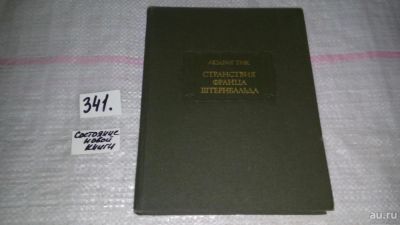 ЛЮДВИГ ТИК
СТРАНСТВИЯ
ФРАНЦА
ШТЕРНБАЛЬДА
341.
Состояние
новой
книги
au.ru